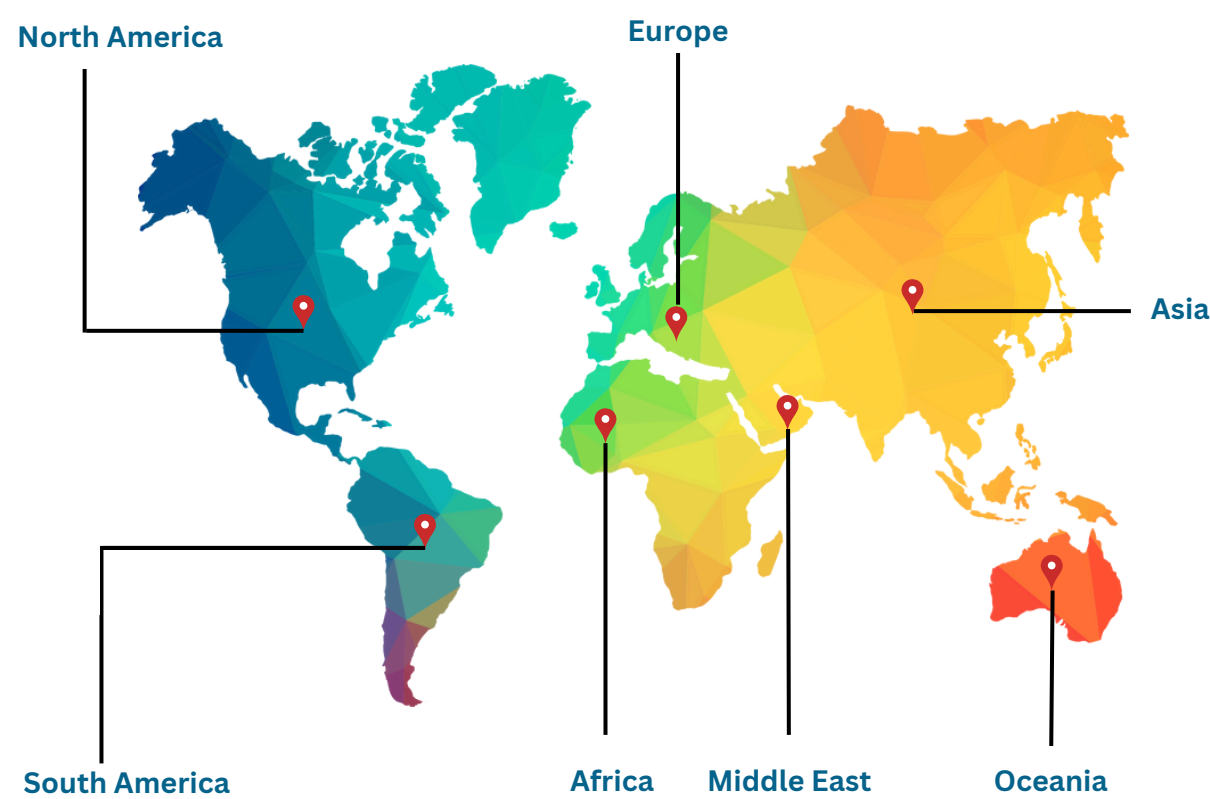 North America
Europe
Asia
South America
Africa
Middle East
Oceania